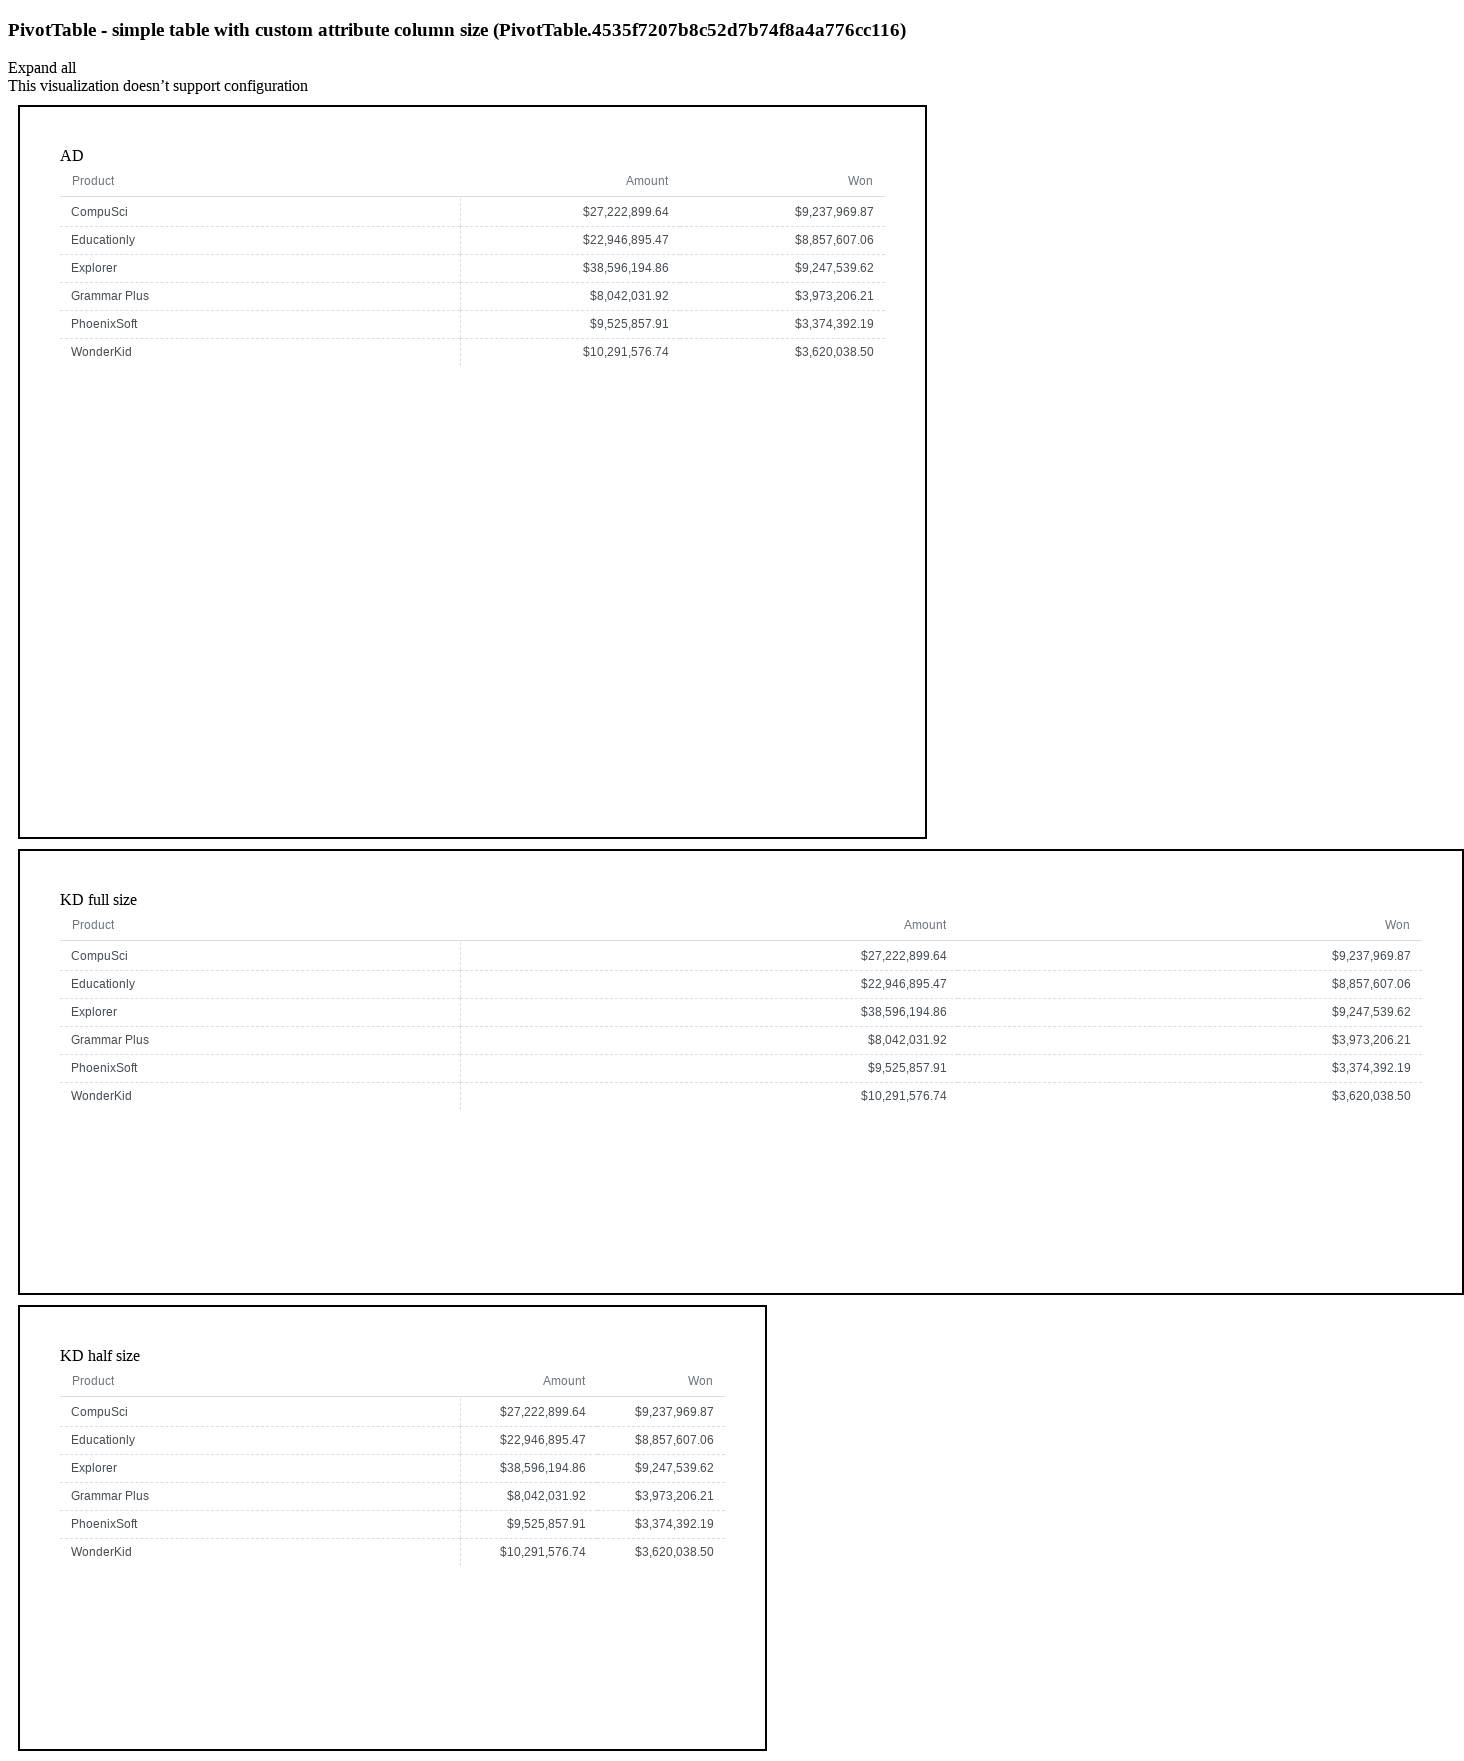 PivotTable - simple table with custom attribute column size (PivotTable.4535f7207b8c52d7b74f8a4a776cc116)
Expand all
This visualization doesn’t support configuration
AD
Product Amount Won
CompuSci $27,222,899.64 $9,237,969.87
Educationly $22,946,895.47 $8,857,607.06
Explorer $38,596,194.86 $9,247,539.62
Grammar Plus $8,042,031.92 $3,973,206.21
PhoenixSoft $9,525,857.91 $3,374,392.19
WonderKid $10,291,576.74 $3,620,038.50
KD full size
Product Amount Won
CompuSci $27,222,899.64 $9,237,969.87
Educationly $22,946,895.47 $8,857,607.06
Explorer $38,596,194.86 $9,247,539.62
Grammar Plus $8,042,031.92 $3,973,206.21
PhoenixSoft $9,525,857.91 $3,374,392.19
WonderKid $10,291,576.74 $3,620,038.50
KD half size
Product Amount Won
CompuSci $27,222,899.64 $9,237,969.87
Educationly $22,946,895.47 $8,857,607.06
Explorer $38,596,194.86 $9,247,539.62
Grammar Plus $8,042,031.92 $3,973,206.21
PhoenixSoft $9,525,857.91 $3,374,392.19
WonderKid $10,291,576.74 $3,620,038.50